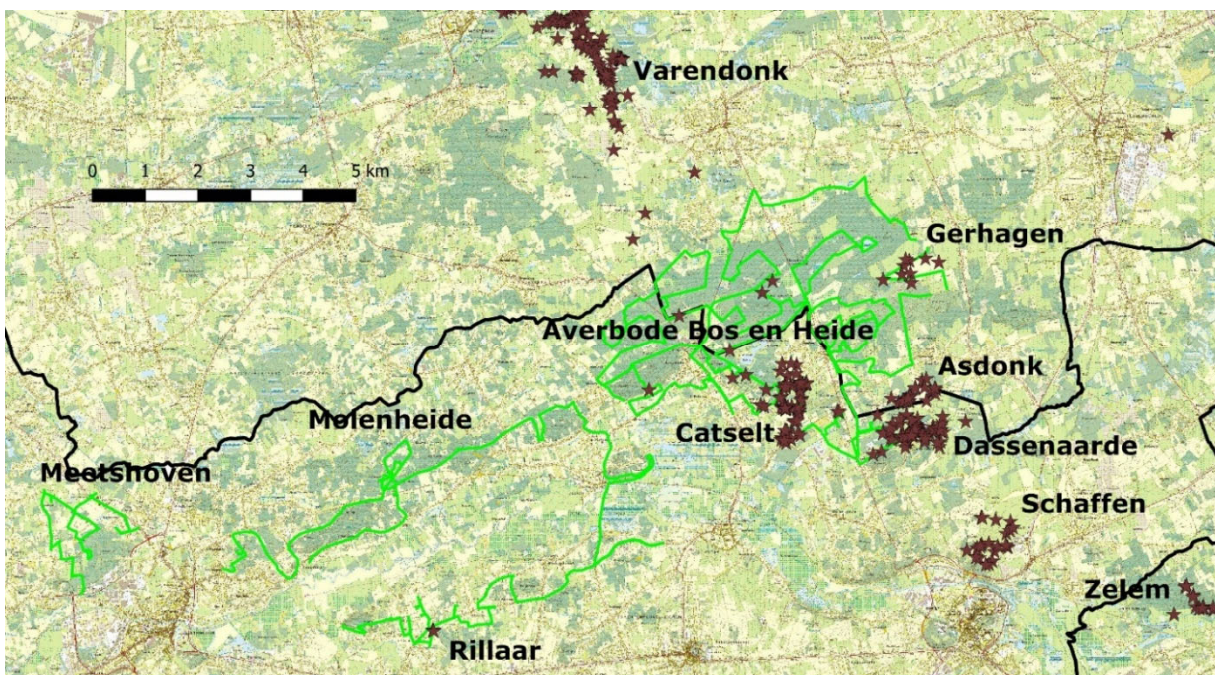 Varendonk
0 1 2 3 4 5 km
Gerhagen
Averbode Bos en Heide
Asdonk
Molenheide
Catselt
Dassenaarde
Meetshoven
Schaffen
Zelem
Rillaar